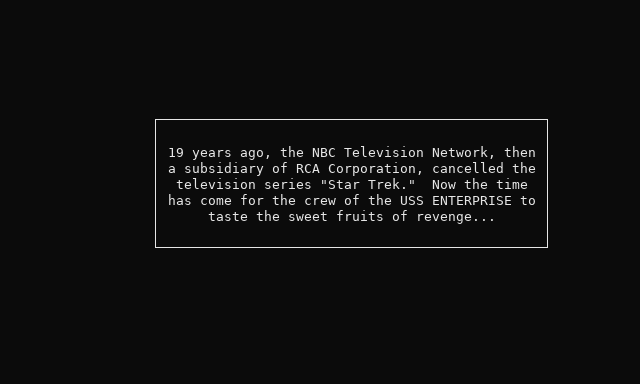 19 years ago, the NBC Television Network, then
a subsidiary of RCA Corporation, cancelled the
television series "Star Trek."  Now the time
has come for the crew of the USS ENTERPRISE to
taste the sweet fruits of revenge...